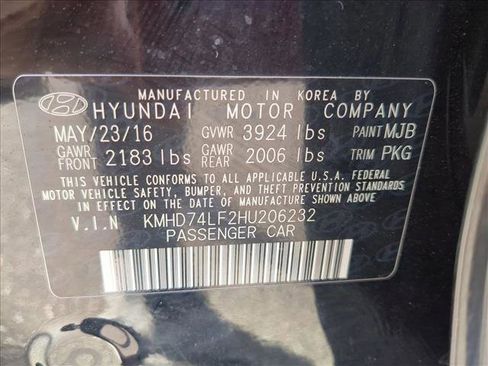 MANUFACTURED IN KOREA BY
HYUNDAI MOTOR COMPANY
MAY/23/16 GVWR 3924 lbs PAINT MJB
GAWR FRONT 2183 lbs GAWR REAR 2006 lbs TRIM PKG
THIS VEHICLE CONFORMS TO ALL APPLICABLE U.S.A. FEDERAL
MOTOR VEHICLE SAFETY, BUMPER, AND THEFT PREVENTION STANDARDS
IN EFFECT ON THE DATE OF MANUFACTURE SHOWN ABOVE.
V.I.N KMHD74LF2HU206232
PASSENGER CAR